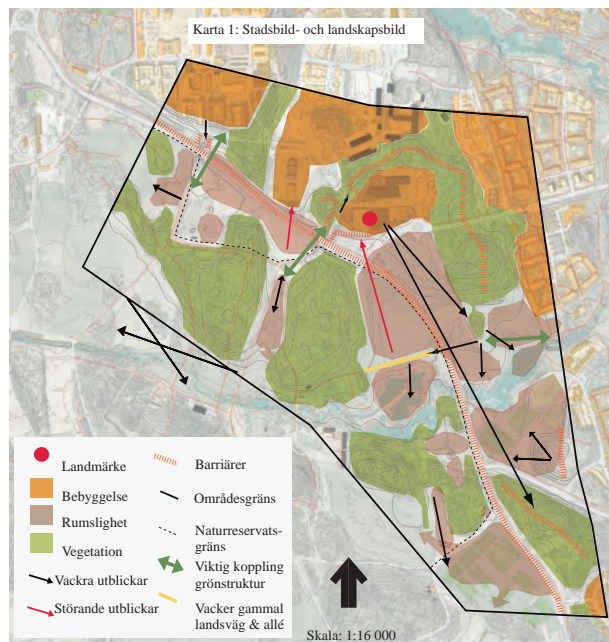 Karta 1: Stadsbild- och landskapsbild
Landmärke
Bebyggelse
Rumslighet
Vegetation
Vackra utblickar
Störande utblickar
Barriärer
Områdesgräns
Naturreservats-
gräns
Viktig koppling
grönstruktur
Vacker gammal
landsväg & allé
Skala: 1:16 000